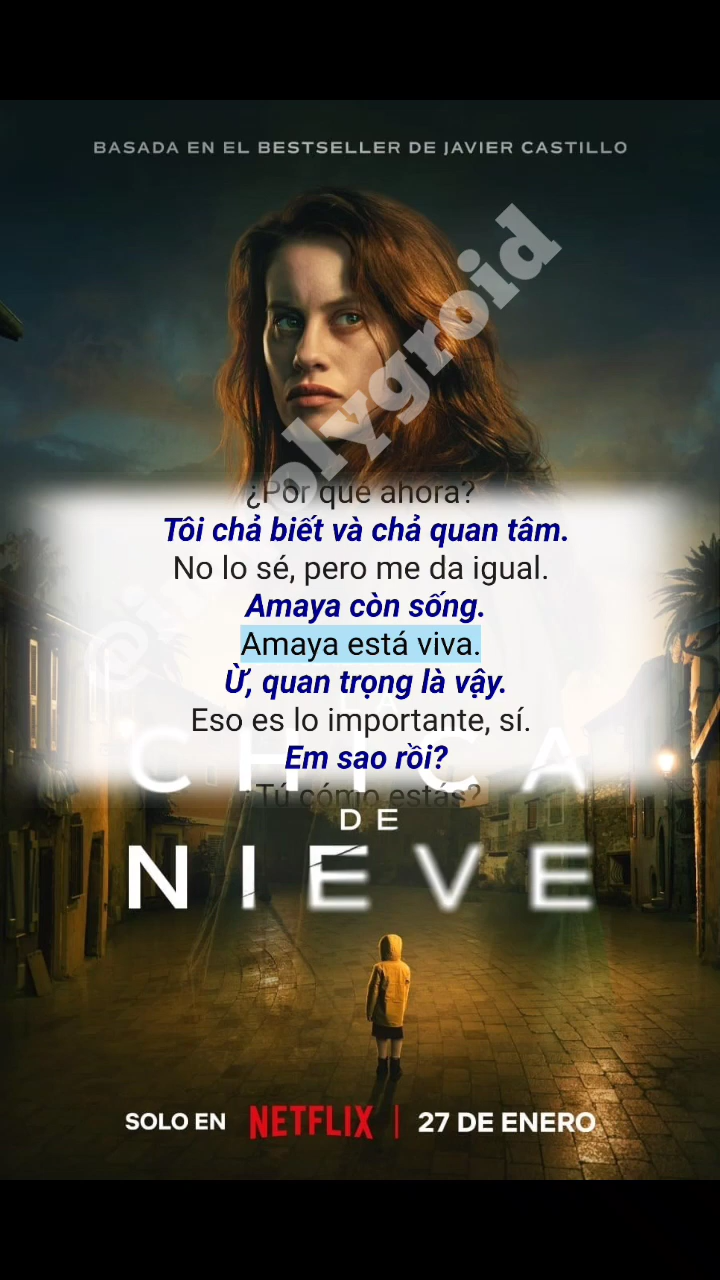 BASADA EN EL BESTSELLER DE JAVIER CASTILLO
¿Por qué ahora?
Tôi chả biết và chả quan tâm.
No lo sé, pero me da igual.
Amaya còn sống.
Amaya está viva.
Ừ, quan trọng là vậy.
Eso es lo importante, sí.
Em sao rồi?
¿Tú cómo estás?
LA
CHICA
DE
NIEVE
SOLO EN NETFLIX | 27 DE ENERO